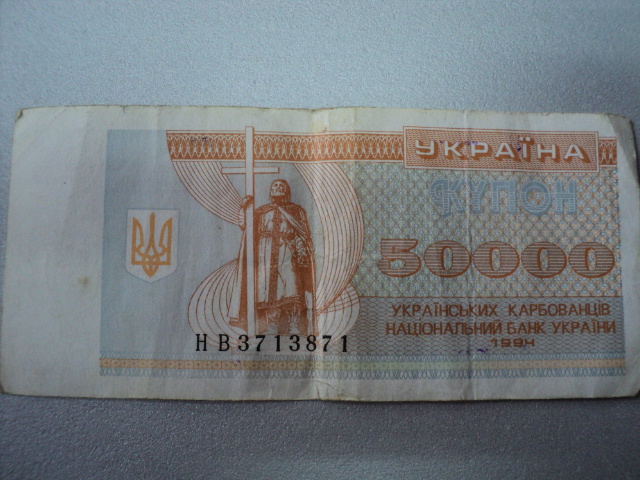 УКРАЇНА
КУПОН
50000
УКРАЇНСЬКИХ КАРБОВАНЦІВ
НАЦІОНАЛЬНИЙ БАНК УКРАЇНИ
1994
НВ3713871